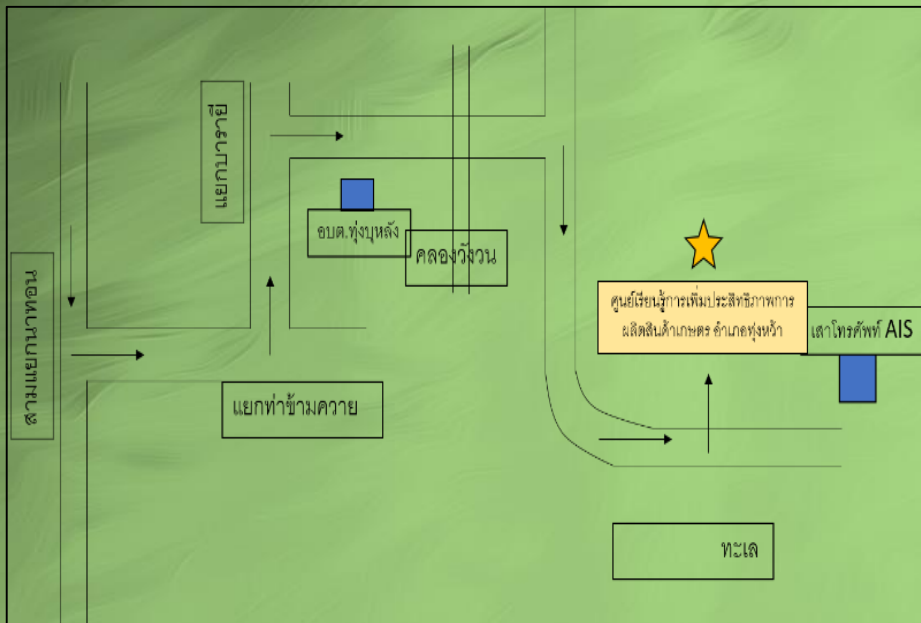 สามแยกนาทอน
แยกบารายี
อบต.ทุ่งบุหลัง
คลองวังวน
แยกท่าข้ามควาย
ศูนย์เรียนรู้การเพิ่มประสิทธิภาพการ
ผลิตสินค้าเกษตร อำเภอทุ่งหว้า
เสาโทรศัพท์ AIS
ทะเล